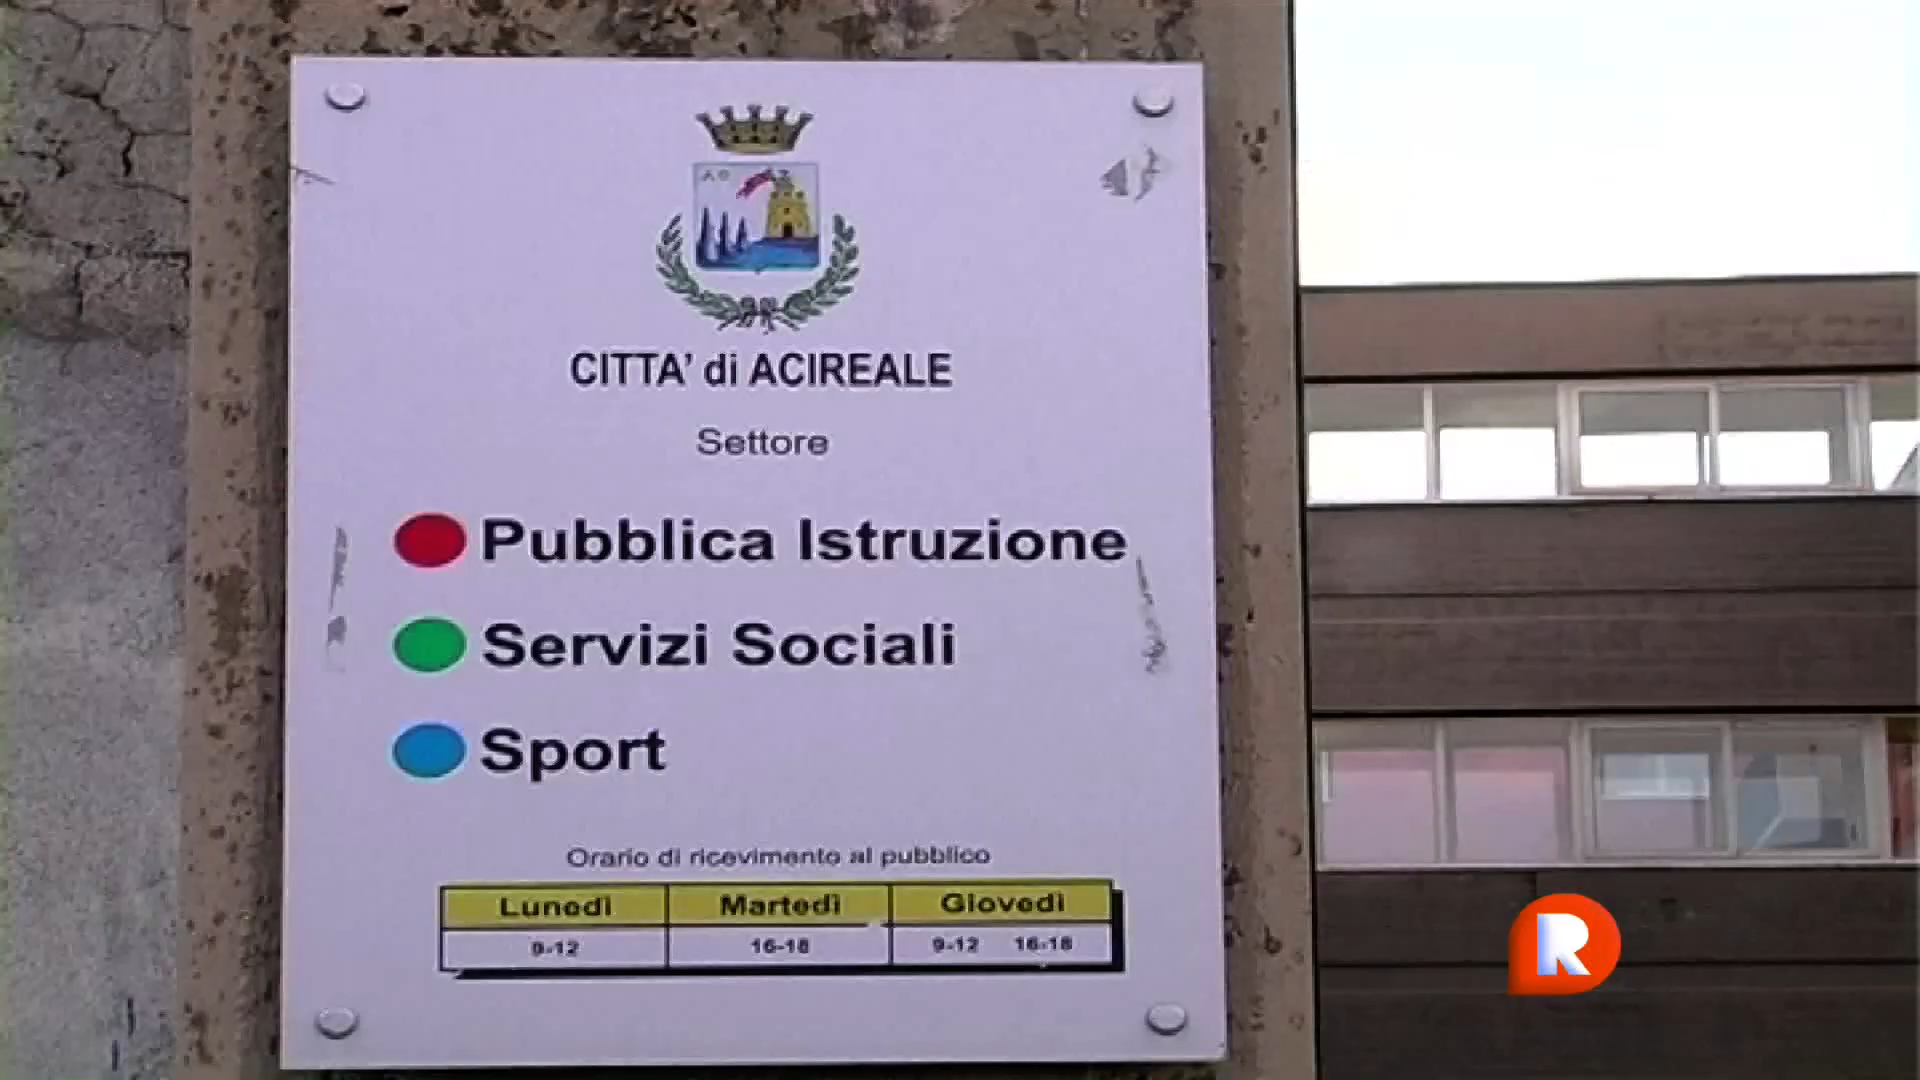 CITTA' di ACIREALE
Settore
Pubblica Istruzione
Servizi Sociali
Sport
Orario di ricevimento al pubblico
Lunedì Martedì Giovedì
9-12 16-18 9-12 16-18
R